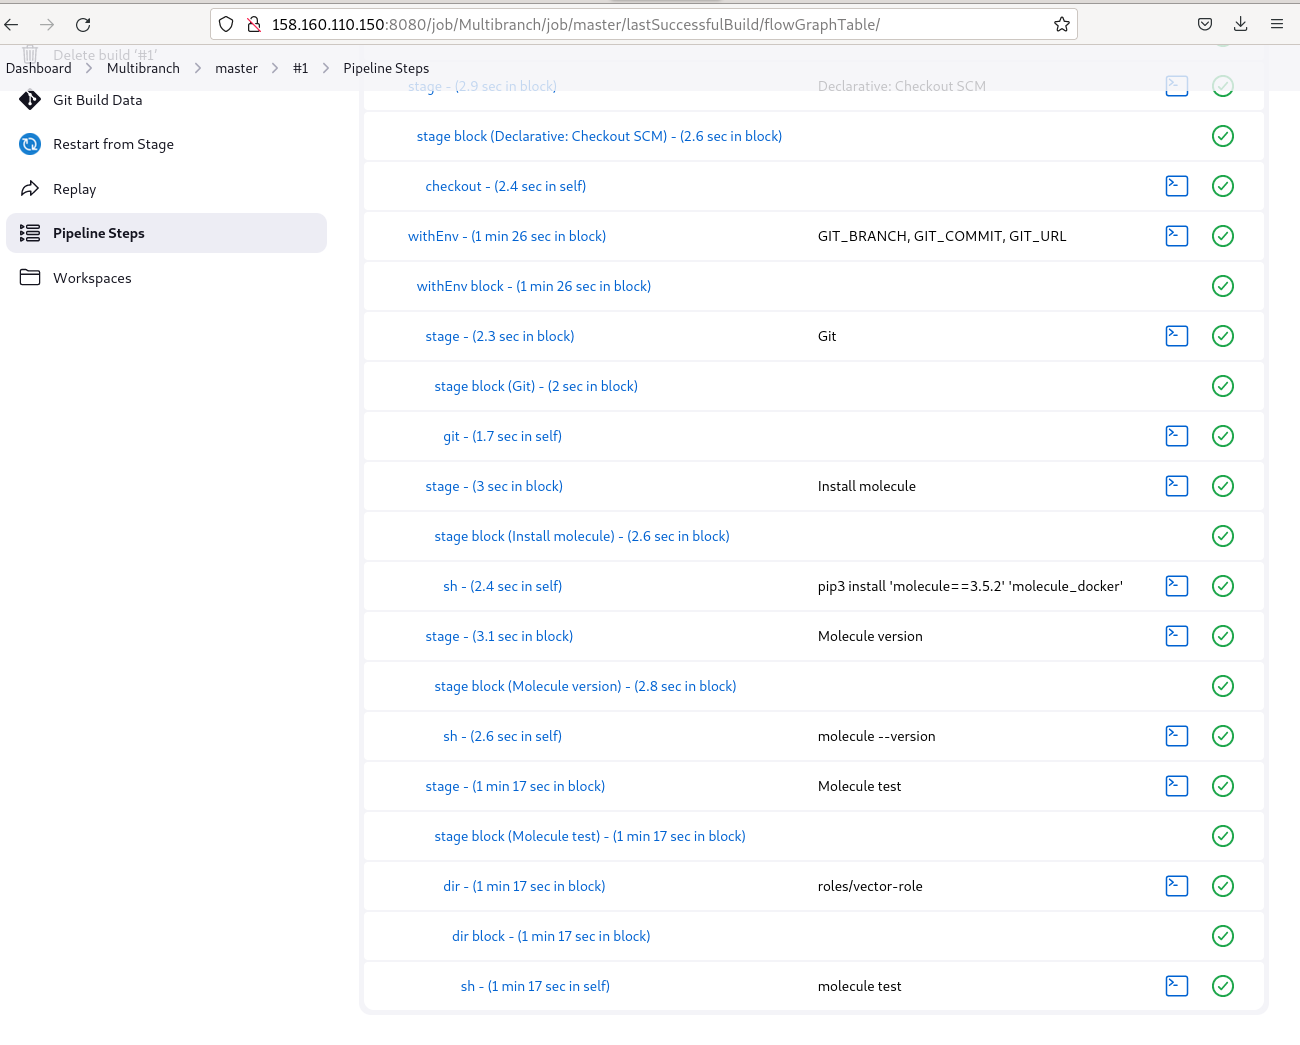 158.160.110.150:8080/job/Multibranch/job/master/lastSuccessfulBuild/flowGraphTable/
Delete build ‘#1’
Dashboard > Multibranch > master > #1 > Pipeline Steps
Git Build Data
Restart from Stage
Replay
Pipeline Steps
Workspaces
stage - (2.9 sec in block) Declarative: Checkout SCM
stage block (Declarative: Checkout SCM) - (2.6 sec in block)
checkout - (2.4 sec in self)
withEnv - (1 min 26 sec in block) GIT_BRANCH, GIT_COMMIT, GIT_URL
withEnv block - (1 min 26 sec in block)
stage - (2.3 sec in block) Git
stage block (Git) - (2 sec in block)
git - (1.7 sec in self)
stage - (3 sec in block) Install molecule
stage block (Install molecule) - (2.6 sec in block)
sh - (2.4 sec in self) pip3 install 'molecule==3.5.2' 'molecule_docker'
stage - (3.1 sec in block) Molecule version
stage block (Molecule version) - (2.8 sec in block)
sh - (2.6 sec in self) molecule --version
stage - (1 min 17 sec in block) Molecule test
stage block (Molecule test) - (1 min 17 sec in block)
dir - (1 min 17 sec in block) roles/vector-role
dir block - (1 min 17 sec in block)
sh - (1 min 17 sec in self) molecule test